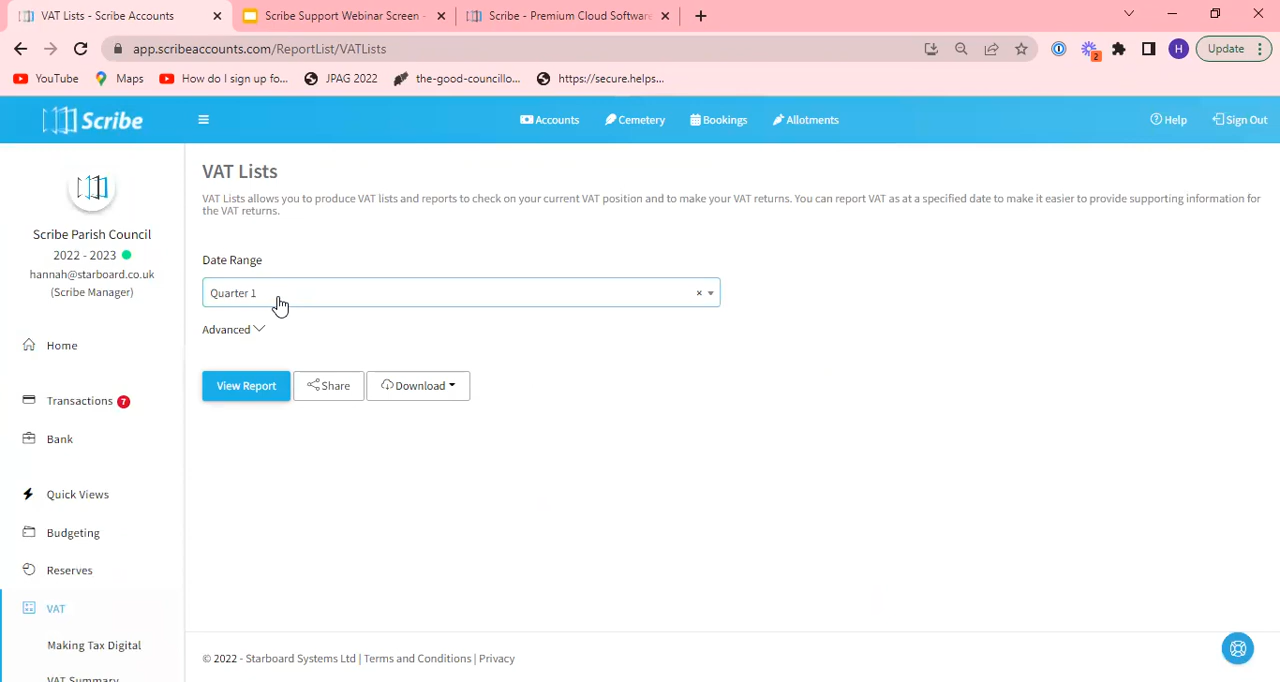 VAT Lists - Scribe Accounts
Scribe Support Webinar Screen -
Scribe - Premium Cloud Software
app.scribeaccounts.com/ReportList/VATLists
H
Update
YouTube
Maps
How do I sign up fo...
JPAG 2022
the-good-councillo...
https://secure.helps...
2
Scribe
Accounts
Cemetery
Bookings
Allotments
Help
Sign Out
Scribe Parish Council
2022 - 2023
hannah@starboard.co.uk
(Scribe Manager)
Home
Transactions 7
Bank
Quick Views
Budgeting
Reserves
VAT
Making Tax Digital
VAT Summary
VAT Lists
VAT Lists allows you to produce VAT lists and reports to check on your current VAT position and to make your VAT returns. You can report VAT as at a specified date to make it easier to provide supporting information for
the VAT returns.
Date Range
Quarter 1
Advanced
View Report
Share
Download
© 2022 - Starboard Systems Ltd | Terms and Conditions | Privacy